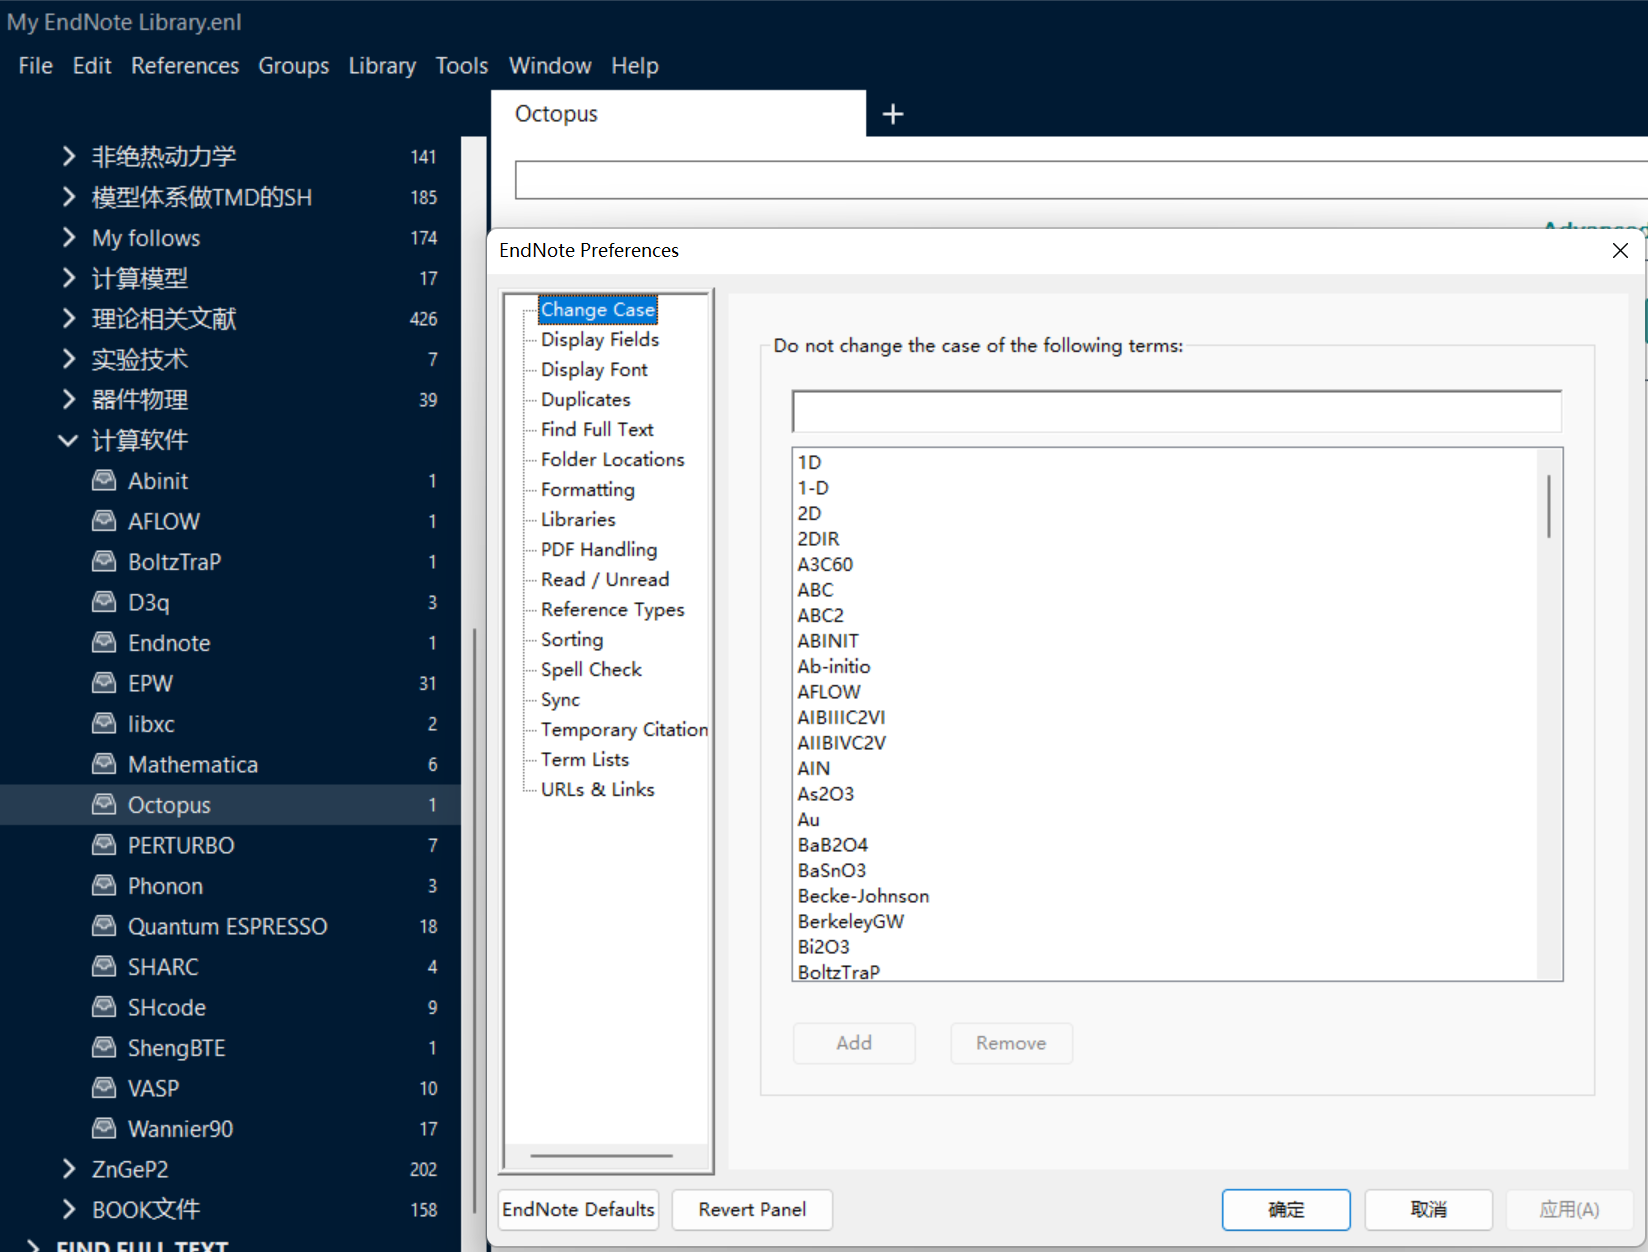 My EndNote Library.enl
File Edit References Groups Library Tools Window Help
非绝热动力学 141
模型体系做TMD的SH 185
My follows 174
计算模型 17
理论相关文献 426
实验技术 7
器件物理 39
计算软件
Abinit 1
AFLOW 1
BoltzTraP 1
D3q 3
Endnote 1
EPW 31
libxc 2
Mathematica 6
Octopus 1
PERTURBO 7
Phonon 3
Quantum ESPRESSO 18
SHARC 4
SHcode 9
ShengBTE 1
VASP 10
Wannier90 17
ZnGeP2 202
BOOK文件 158
FIND FULL TEXT
Octopus +
Advanced
EndNote Preferences
Change Case
Display Fields
Display Font
Duplicates
Find Full Text
Folder Locations
Formatting
Libraries
PDF Handling
Read / Unread
Reference Types
Sorting
Spell Check
Sync
Temporary Citation
Term Lists
URLs & Links
Do not change the case of the following terms:
1D
1-D
2D
2DIR
A3C60
ABC
ABC2
ABINIT
Ab-initio
AFLOW
AIBIIIC2VI
AIIBIVC2V
AIN
As2O3
Au
BaB2O4
BaSnO3
Becke-Johnson
BerkeleyGW
Bi2O3
BoltzTraP
Add Remove
EndNote Defaults Revert Panel 确定 取消 应用(A)